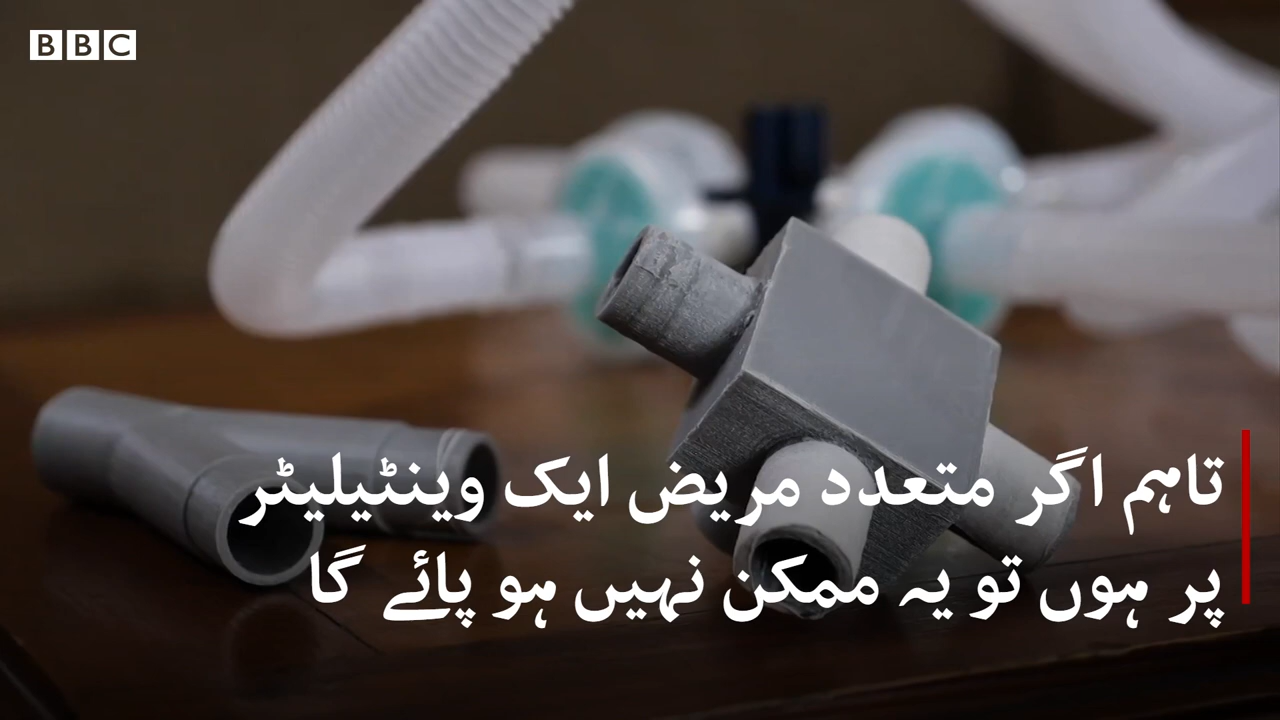 BBC
تاہم اگر متعدد مریض ایک وینٹیلیٹر
پر ہوں تو یہ ممکن نہیں ہو پائے گا